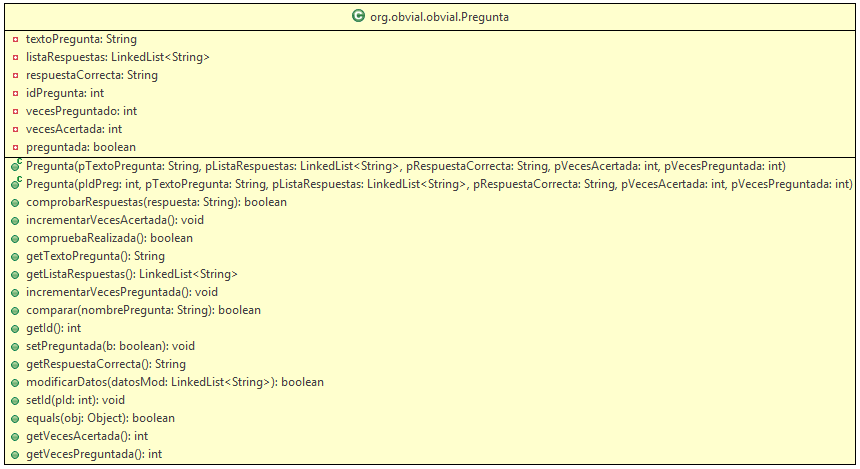 org.obvial.obvial.Pregunta
textoPregunta: String
listaRespuestas: LinkedList<String>
respuestaCorrecta: String
idPregunta: int
vecesPreguntado: int
vecesAcertada: int
preguntada: boolean
Pregunta(pTextoPregunta: String, pListaRespuestas: LinkedList<String>, pRespuestaCorrecta: String, pVecesAcertada: int, pVecesPreguntada: int)
Pregunta(pIdPreg: int, pTextoPregunta: String, pListaRespuestas: LinkedList<String>, pRespuestaCorrecta: String, pVecesAcertada: int, pVecesPreguntada: int)
comprobarRespuestas(respuesta: String): boolean
incrementarVecesAcertada(): void
compruebaRealizada(): boolean
getTextoPregunta(): String
getListaRespuestas(): LinkedList<String>
incrementarVecesPreguntada(): void
comparar(nombrePregunta: String): boolean
getId(): int
setPreguntada(b: boolean): void
getRespuestaCorrecta(): String
modificarDatos(datosMod: LinkedList<String>): boolean
setId(pId: int): void
equals(obj: Object): boolean
getVecesAcertada(): int
getVecesPreguntada(): int